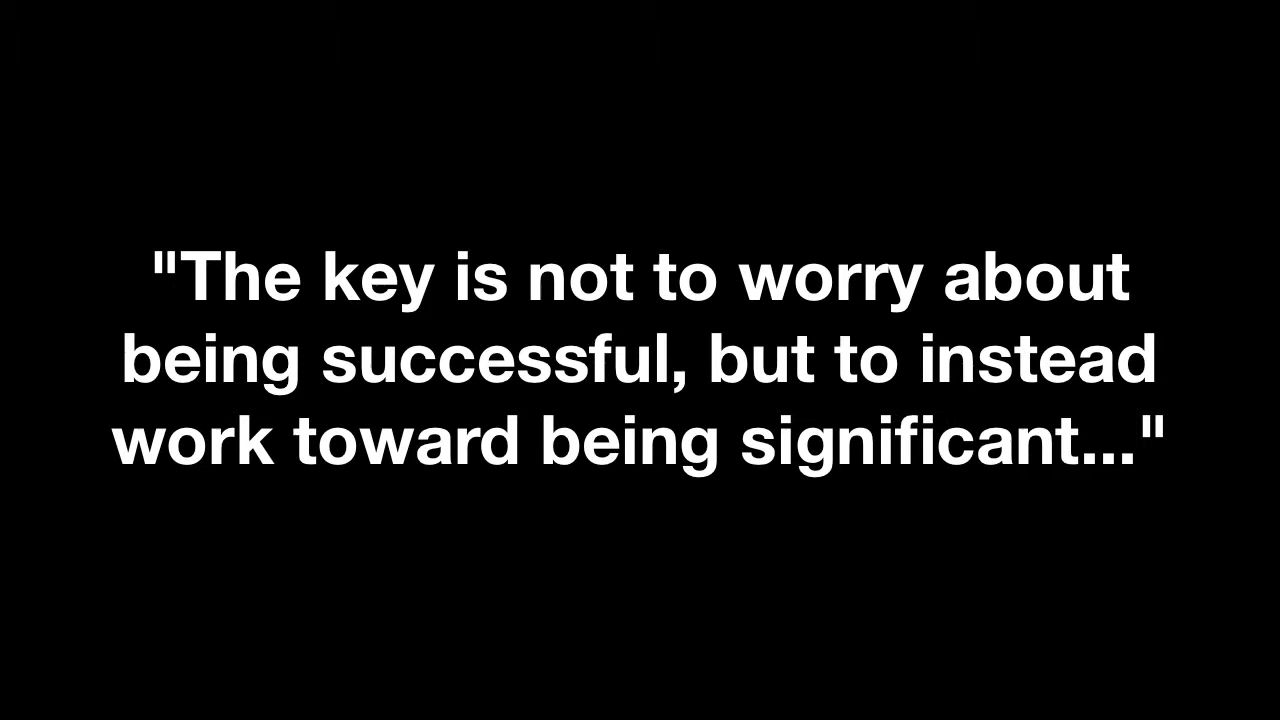 "The key is not to worry about
being successful, but to instead
work toward being significant..."